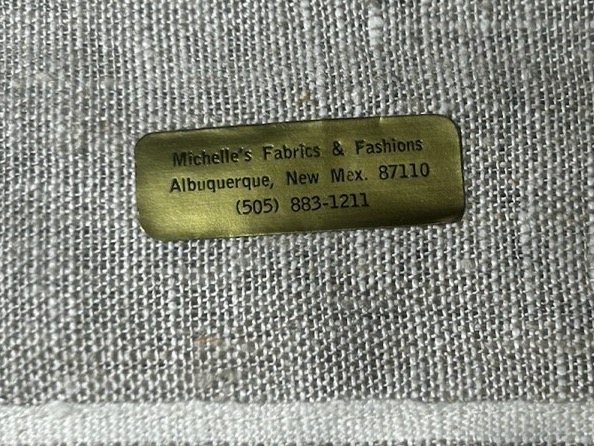 Michelle's Fabrics & Fashions
Albuquerque, New Mex. 87110
(505) 883-1211